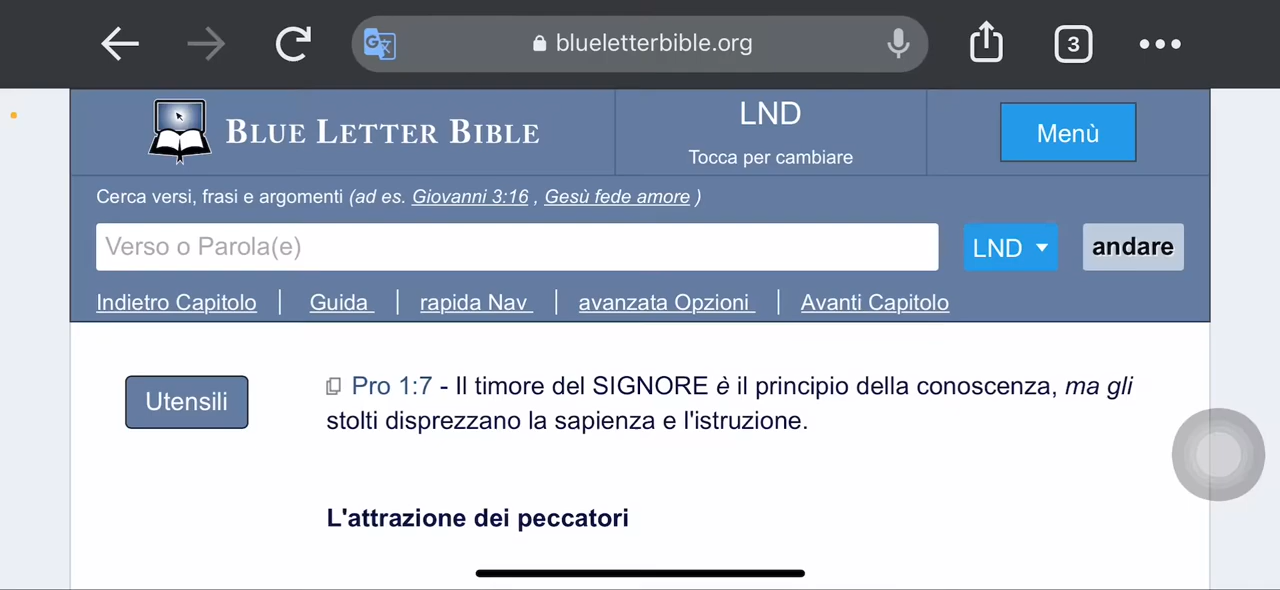 blueletterbible.org
3
BLUE LETTER BIBLE
LND
Tocca per cambiare
Menù
Cerca versi, frasi e argomenti (ad es. Giovanni 3:16 , Gesù fede amore )
Verso o Parola(e)
LND
andare
Indietro Capitolo | Guida | rapida Nav | avanzata Opzioni | Avanti Capitolo
Utensili
Pro 1:7 - Il timore del SIGNORE è il principio della conoscenza, ma gli
stolti disprezzano la sapienza e l'istruzione.
L'attrazione dei peccatori